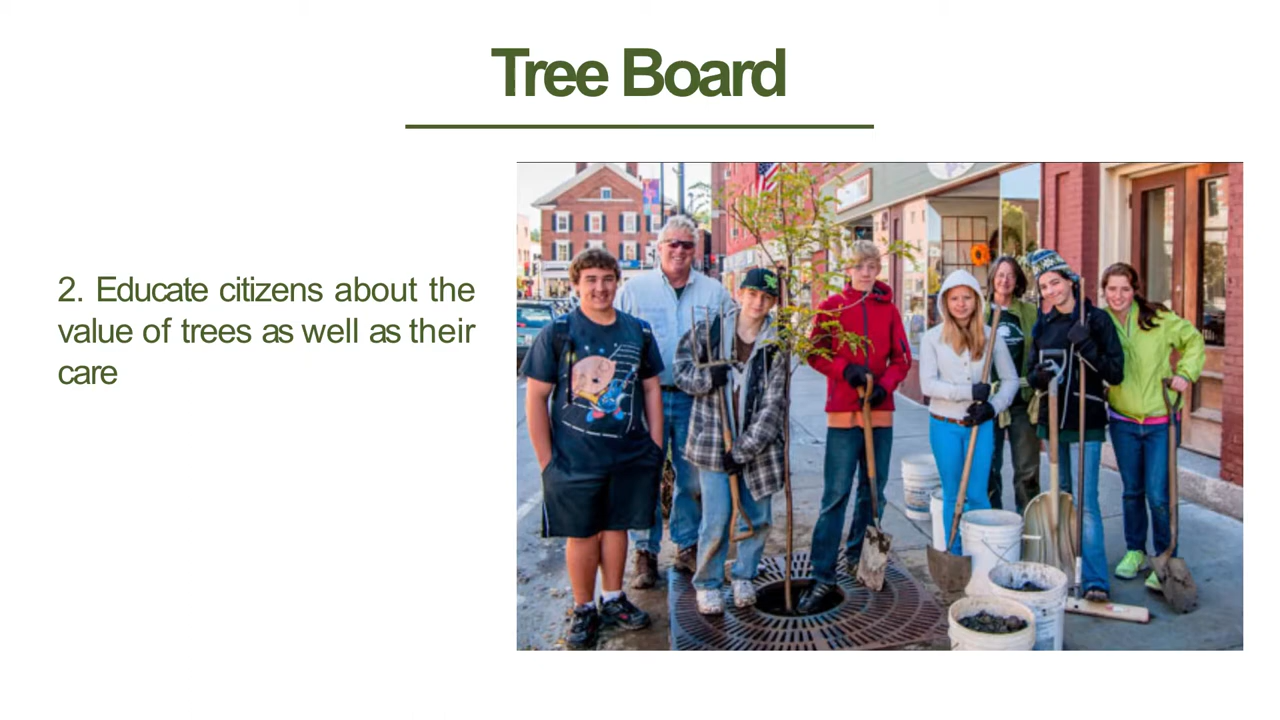 Tree Board
2. Educate citizens about the
value of trees as well as their
care